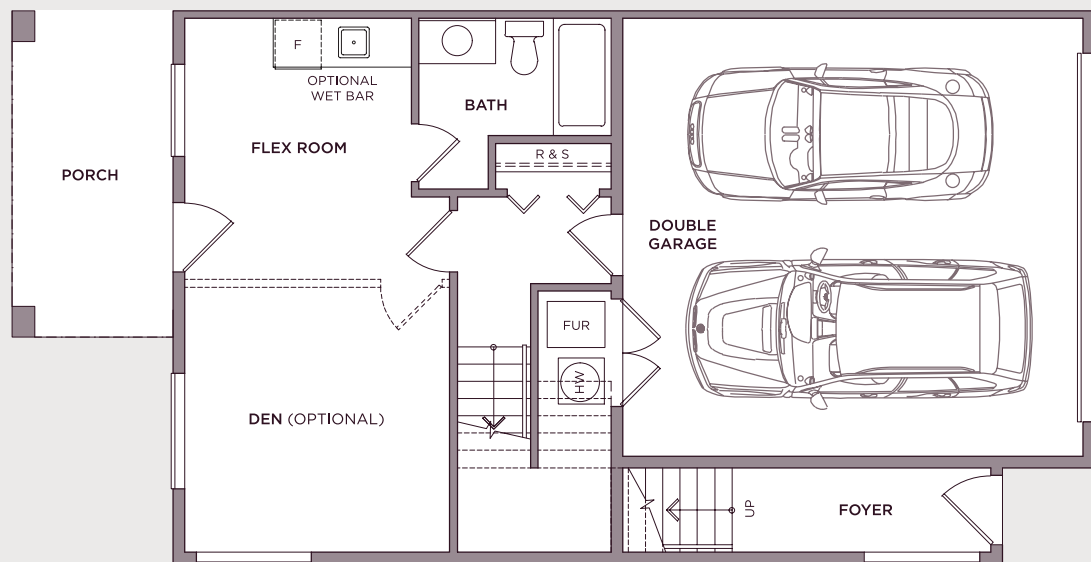 F
OPTIONAL
WET BAR
BATH
FLEX ROOM
R & S
PORCH
DOUBLE
GARAGE
FUR
HW
DEN (OPTIONAL)
UP
FOYER